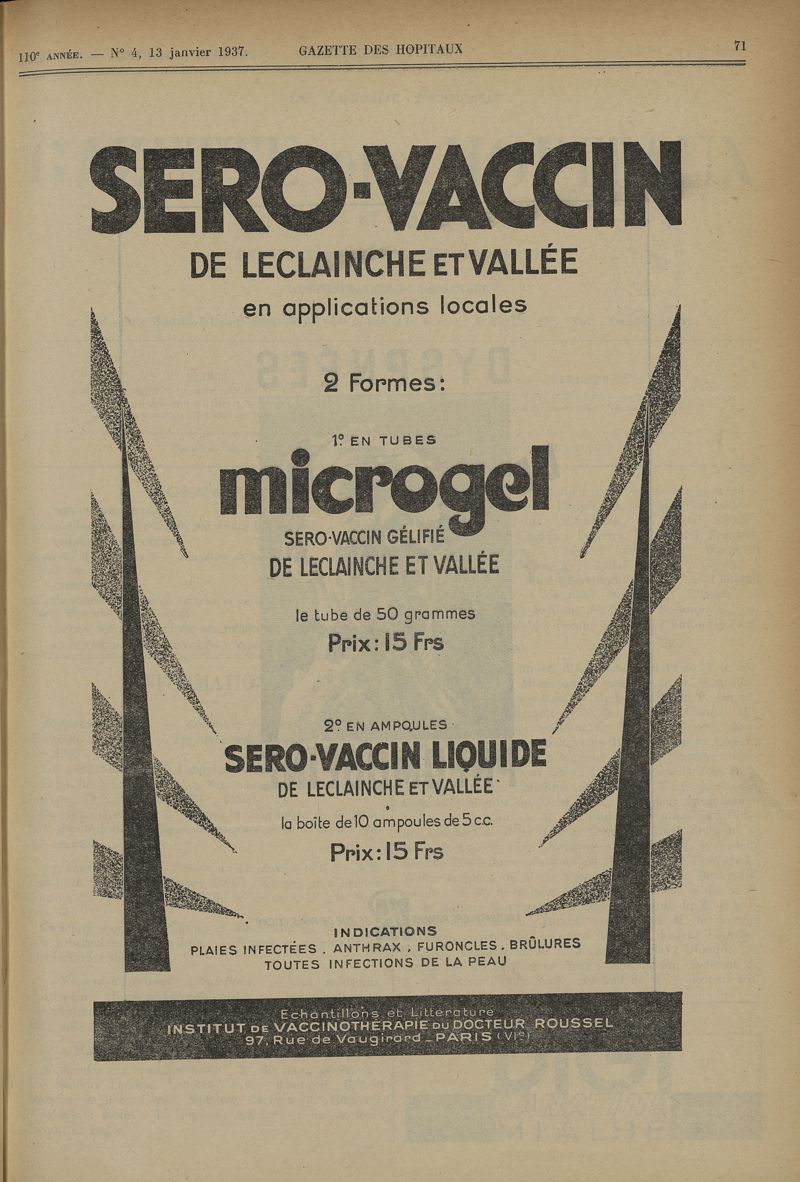 110e ANNÉE. — N° 4, 13 janvier 1937. GAZETTE DES HOPITAUX 71
SERO-VACCIN
DE LECLAINCHE ET VALLÉE
en applications locales
2 Formes:
1º EN TUBES
microgel
SERO-VACCIN GÉLIFIÉ
DE LECLAINCHE ET VALLÉE
le tube de 50 grammes
Prix: 15 Frs
2º EN AMPOULES
SERO-VACCIN LIQUIDE
DE LECLAINCHE ET VALLÉE
la boîte de 10 ampoules de 5 c.c.
Prix: 15 Frs
INDICATIONS
PLAIES INFECTÉES . ANTHRAX . FURONCLES . BRÛLURES
TOUTES INFECTIONS DE LA PEAU
Echantillons et Littérature
INSTITUT DE VACCINOTHÉRAPIE DU DOCTEUR ROUSSEL
97, Rue de Vaugirard - PARIS (VIe)